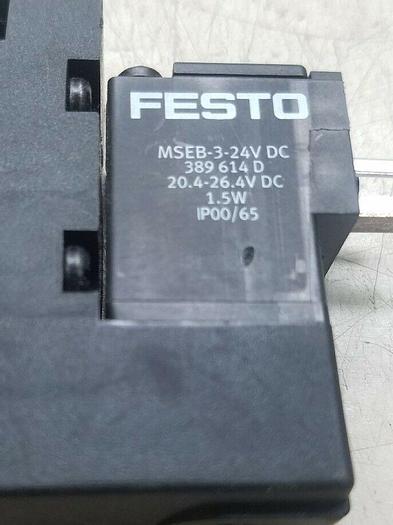 FESTO
MSEB-3-24V DC
389 614 D
20.4-26.4V DC
1.5W
IP00/65